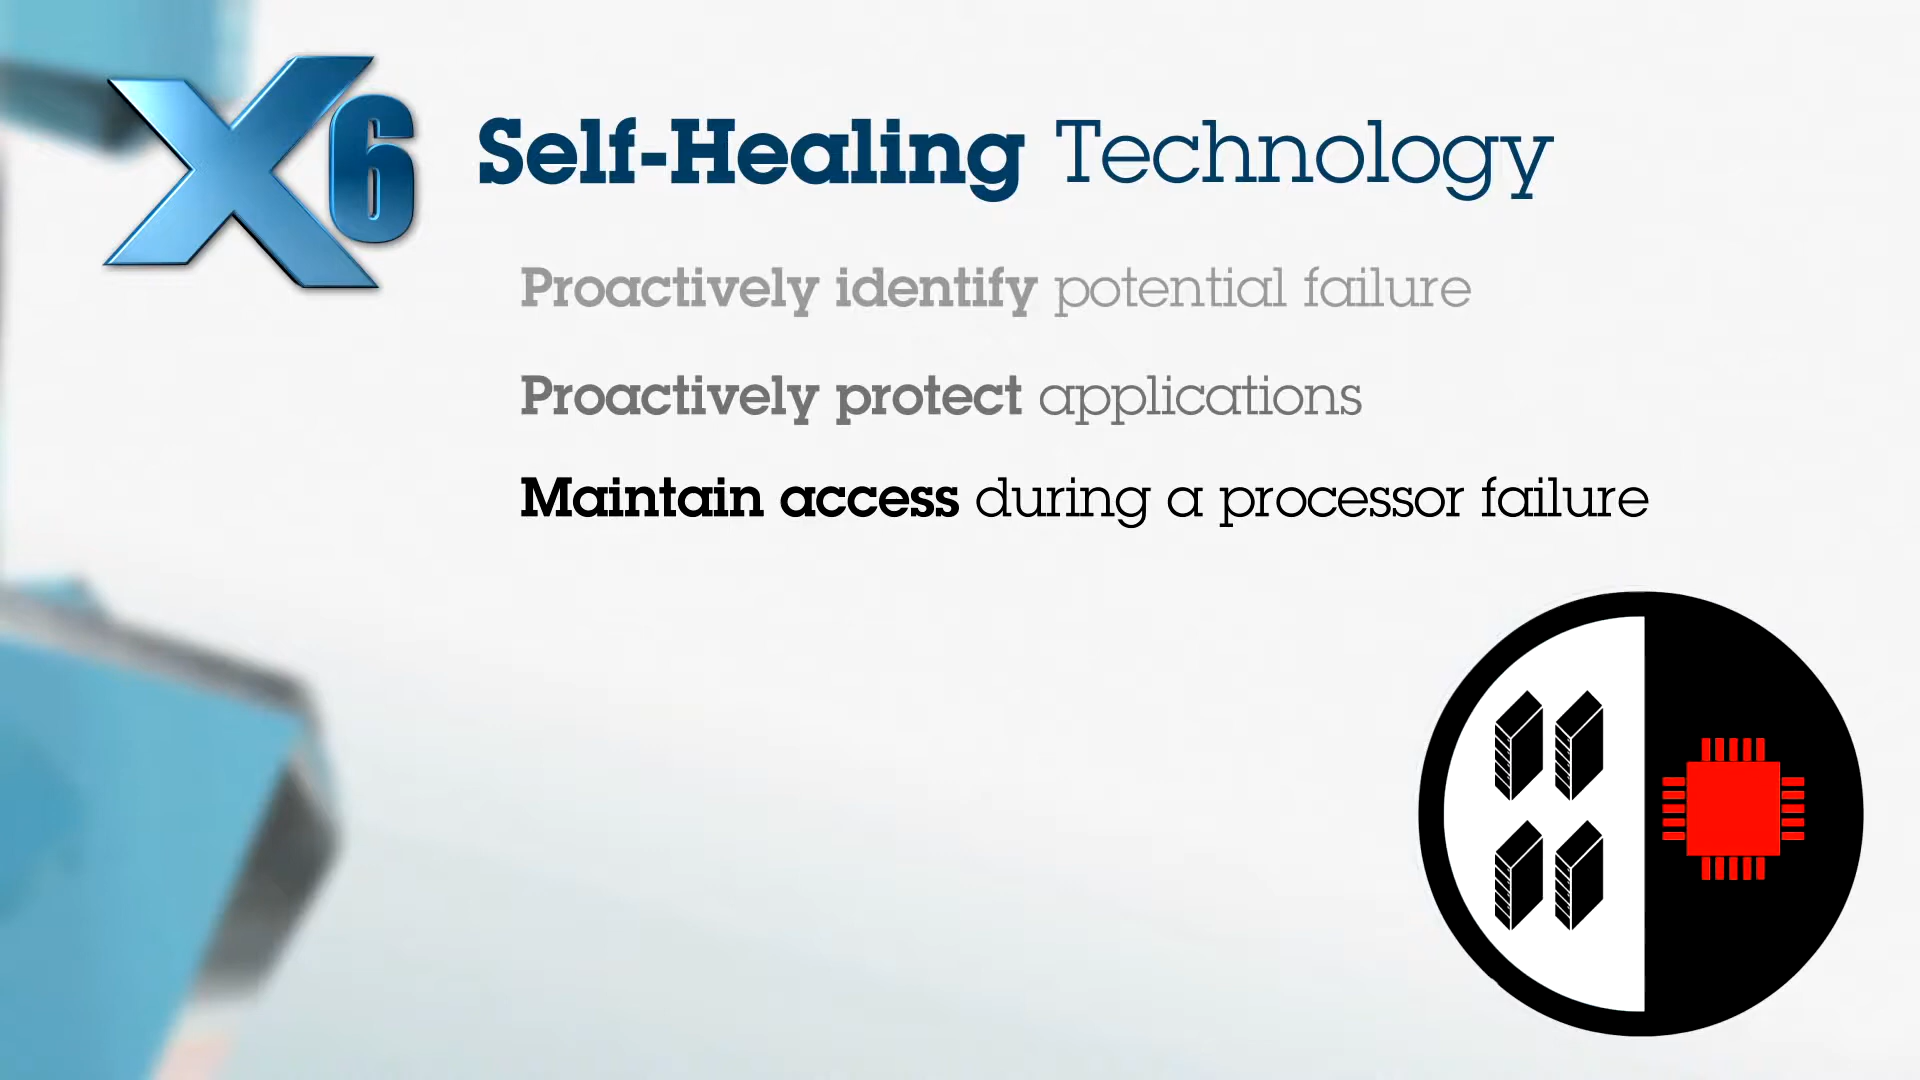 X6
Self-Healing Technology
Proactively identify potential failure
Proactively protect applications
Maintain access during a processor failure